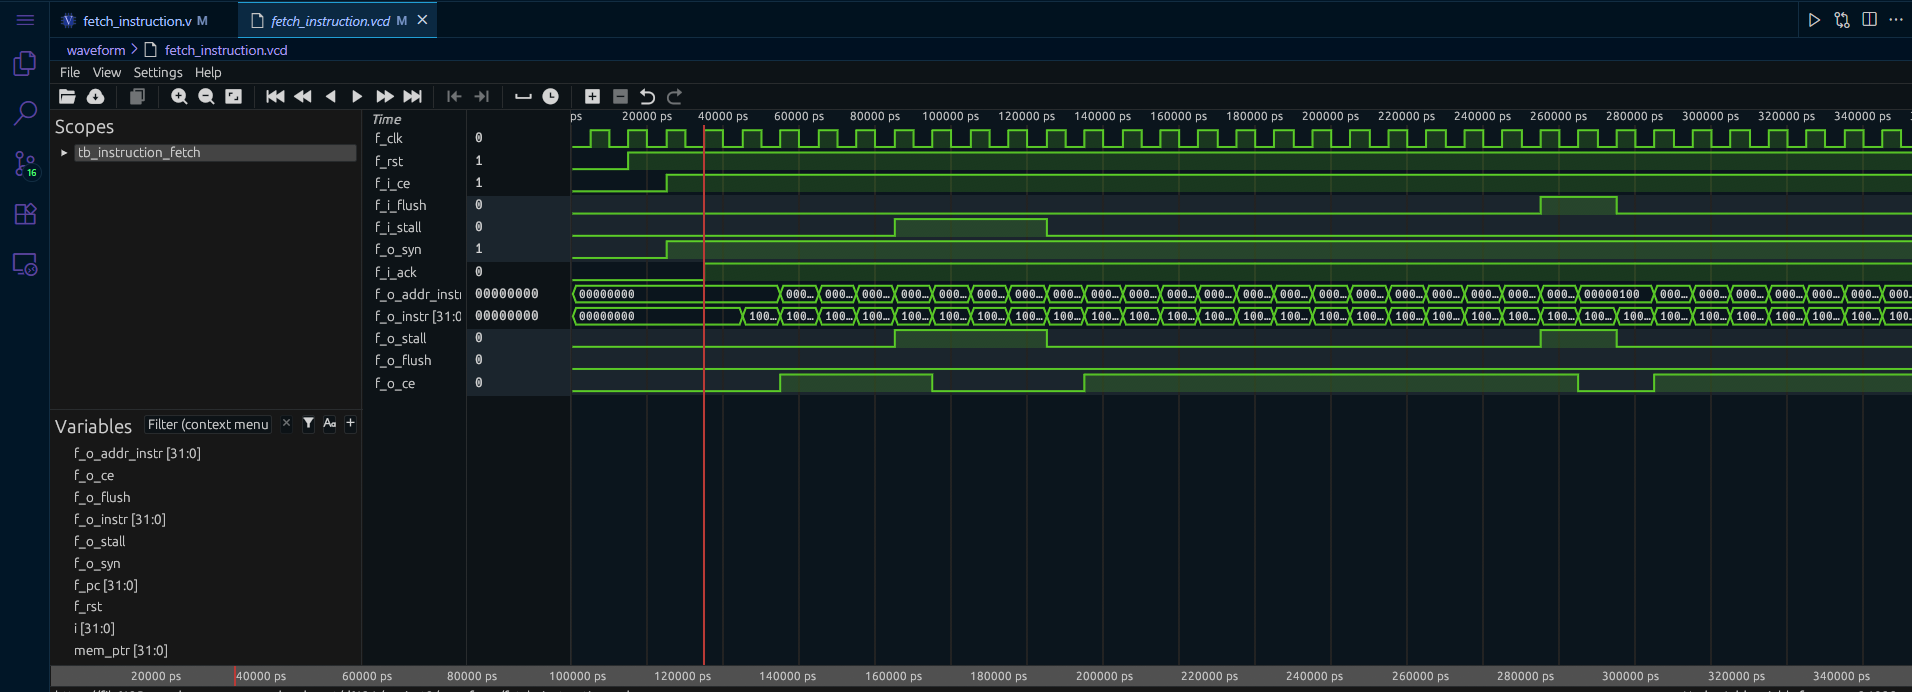 fetch_instruction.v M fetch_instruction.vcd M
waveform > fetch_instruction.vcd
File View Settings Help
Scopes
tb_instruction_fetch
16
Time
ps 20000 ps 40000 ps 60000 ps 80000 ps 100000 ps 120000 ps 140000 ps 160000 ps 180000 ps 200000 ps 220000 ps 240000 ps 260000 ps 280000 ps 300000 ps 320000 ps 340000 ps
f_clk 0
f_rst 1
f_i_ce 1
f_i_flush 0
f_i_stall 0
f_o_syn 1
f_i_ack 0
f_o_addr_instr 00000000 00000000 000... 000... 000... 000... 000... 000... 000... 000... 000... 000... 000... 000... 000... 000... 000... 000... 000... 000... 000... 000... 000... 00000100 000... 000... 000... 000... 000... 000... 000...
f_o_instr [31:0 00000000 00000000 100... 100... 100... 100... 100... 100... 100... 100... 100... 100... 100... 100... 100... 100... 100... 100... 100... 100... 100... 100... 100... 100... 100... 100... 100... 100... 100... 100... 100... 100... 100...
f_o_stall 0
f_o_flush 0
f_o_ce 0
Variables Filter (context menu
Aa
f_o_addr_instr [31:0]
f_o_ce
f_o_flush
f_o_instr [31:0]
f_o_stall
f_o_syn
f_pc [31:0]
f_rst
i [31:0]
mem_ptr [31:0]
20000 ps 40000 ps 60000 ps 80000 ps 100000 ps 120000 ps 140000 ps 160000 ps 180000 ps 200000 ps 220000 ps 240000 ps 260000 ps 280000 ps 300000 ps 320000 ps 340000 ps